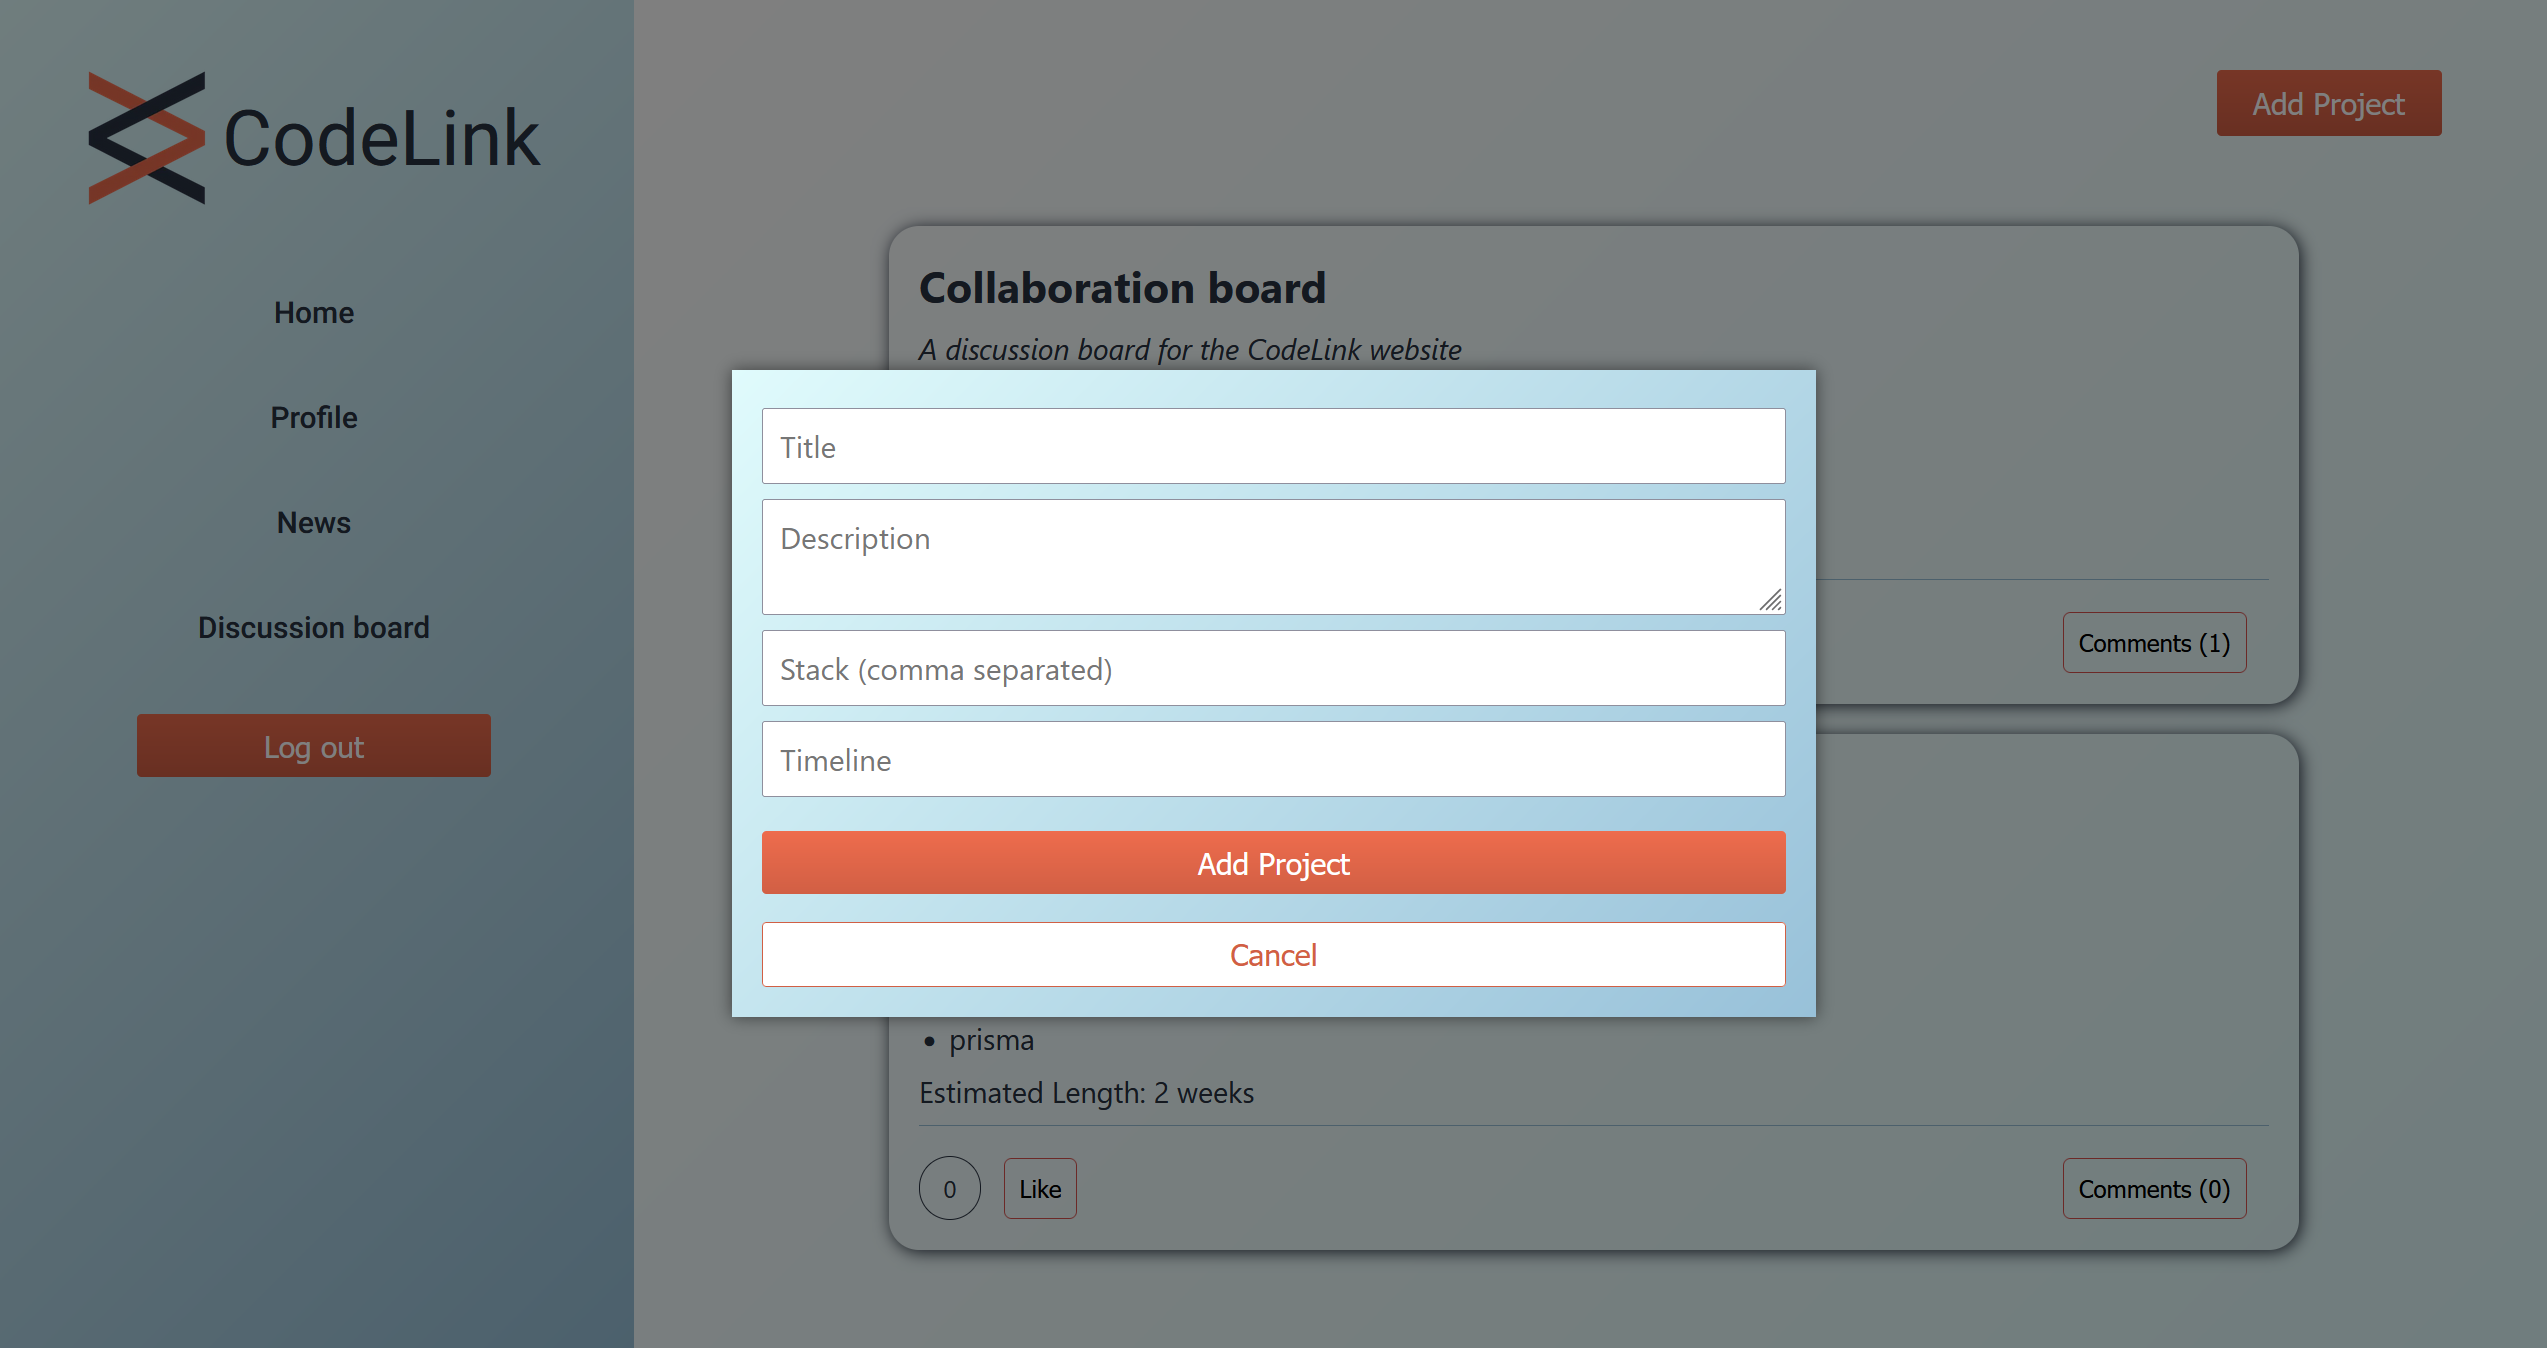 CodeLink
Home
Profile
News
Discussion board
Log out
Add Project
Collaboration board
A discussion board for the CodeLink website
Title
Description
Stack (comma separated)
Timeline
Add Project
Cancel
Comments (1)
• prisma
Estimated Length: 2 weeks
0
Like
Comments (0)